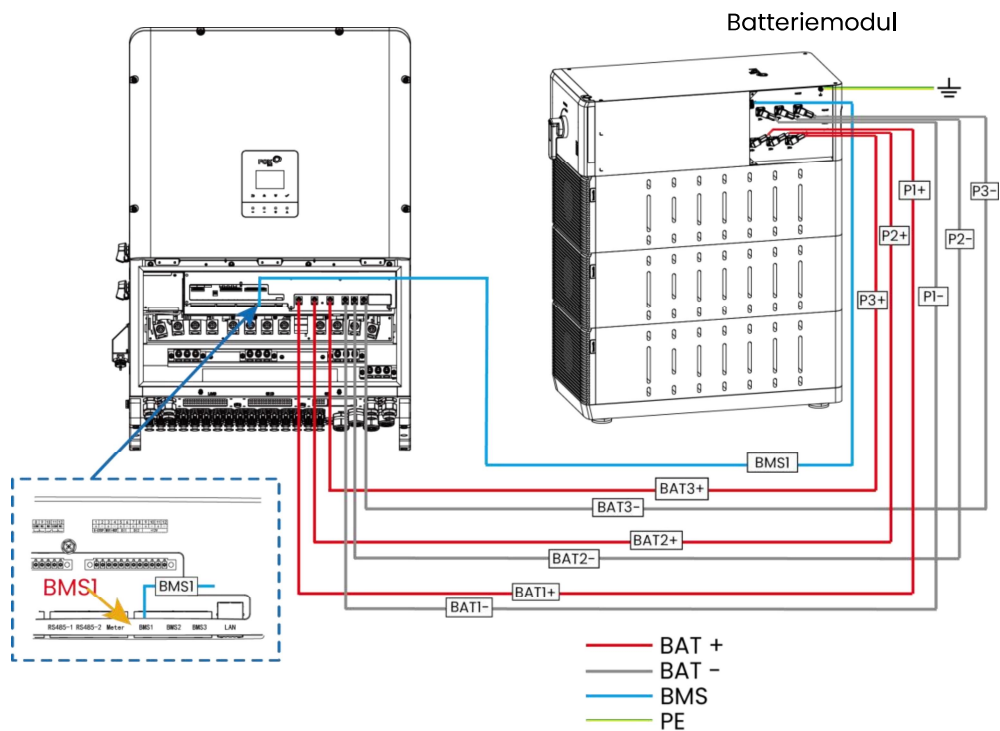 Batteriemodul
P1+
P3-
P2+
P2-
P3+
P1-
BMS1
BAT3+
BAT3-
BAT2+
BAT2-
BAT1+
BAT1-
BMS1
BMS1
RS485-1 RS485-2 Meter BMS1 BMS2 BMS3 LAN
BAT +
BAT -
BMS
PE